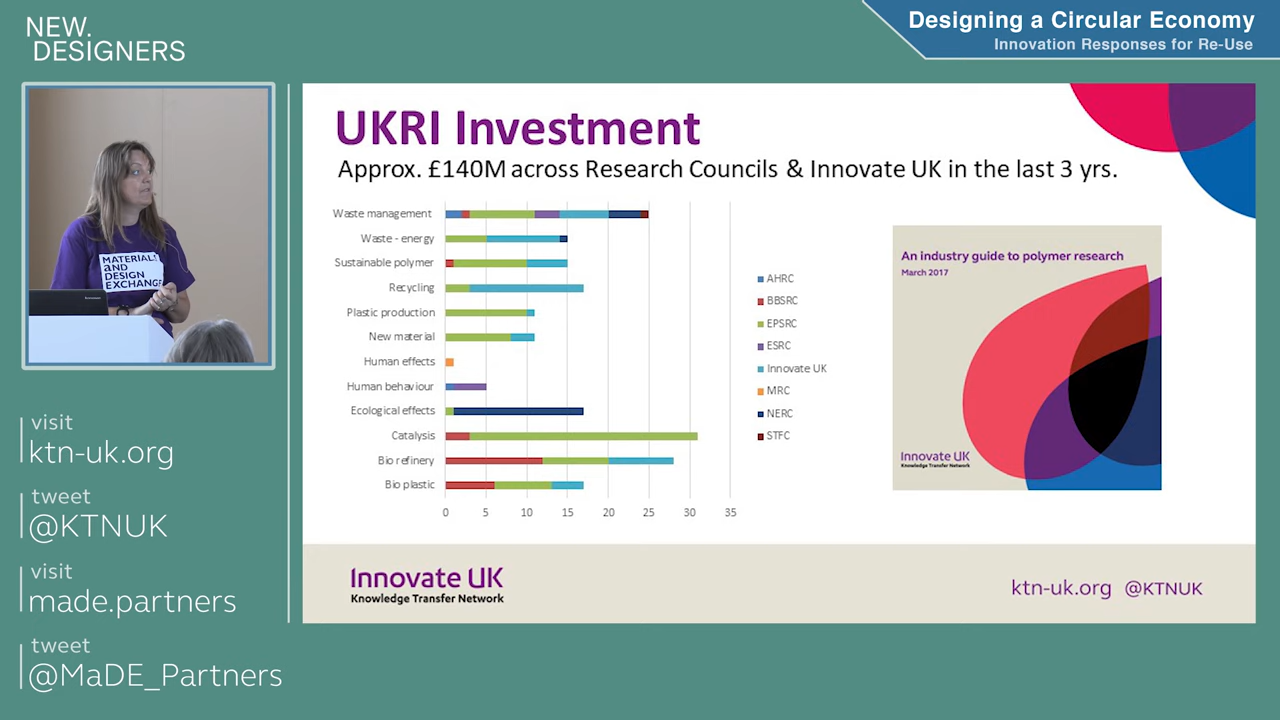 NEW.
DESIGNERS
Designing a Circular Economy
Innovation Responses for Re-Use
MATERIALS
and
DESIGN
EXCHANGE
visit
ktn-uk.org
tweet
@KTNUK
visit
made.partners
tweet
@MaDE_Partners
UKRI Investment
Approx. £140M across Research Councils & Innovate UK in the last 3 yrs.
Waste management
Waste - energy
Sustainable polymer
Recycling
Plastic production
New material
Human effects
Human behaviour
Ecological effects
Catalysis
Bio refinery
Bio plastic
0 5 10 15 20 25 30 35
AHRC
BBSRC
EPSRC
ESRC
Innovate UK
MRC
NERC
STFC
An industry guide to polymer research
March 2017
Innovate UK
Knowledge Transfer Network
Innovate UK
Knowledge Transfer Network
ktn-uk.org @KTNUK